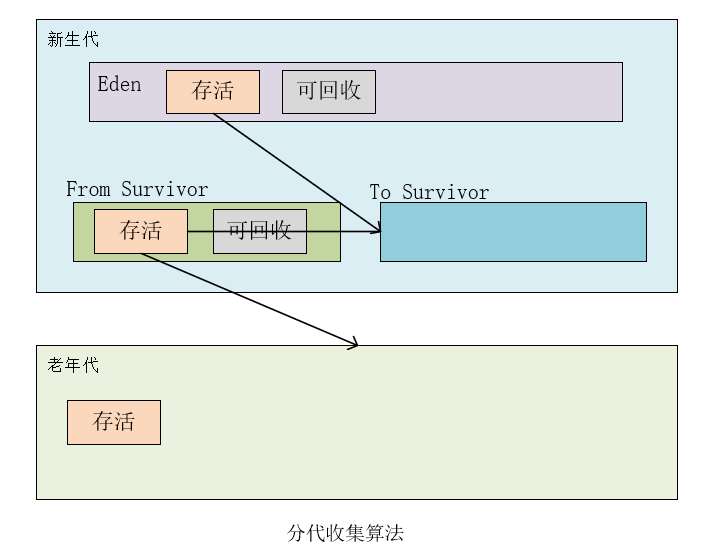 新生代
Eden
存活
可回收
From Survivor
To Survivor
存活
可回收
老年代
存活
分代收集算法